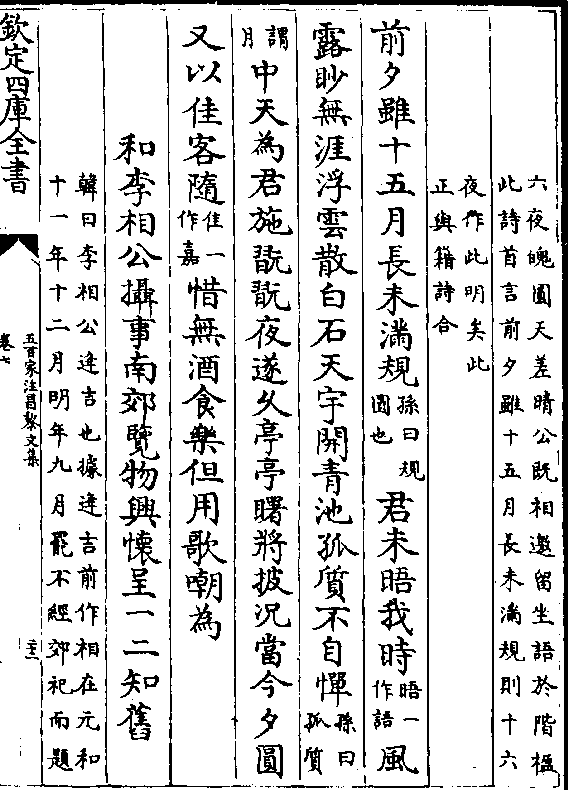 六夜晚圓天差晴公既相邀留坐語於階楹
此詩首言前夕雖十五月長未滿規則十六
夜作此明矣此
正與籍詩合
前夕雖十五月長未滿規孫曰規圓也君未晤我時晤一作語風
露眇無涯浮雲散白石天宇開青池孤質不自憚孫曰孤質
謂月中天為君施翫翫夜遂久亭亭曙將披況當今夕圓
又以佳客隨佳一作嘉惜無酒食樂但用歌嘲為
和李相公攝事南郊覽物興懷呈一二知舊
韓曰李相公逢吉也據逢吉前作相在元和
十一年十二月明年九月罷不經郊祀而題
欽定四庫全書
五百家注昌黎文集
卷七